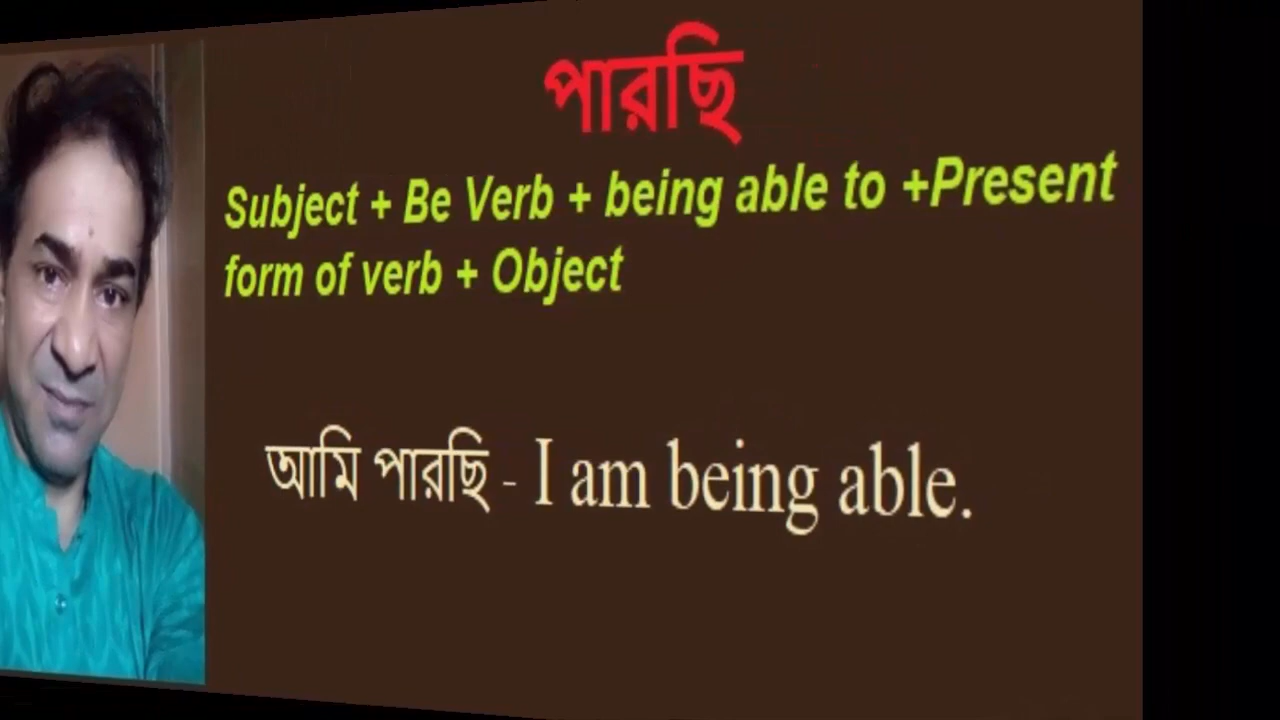 পারছি
Subject + Be Verb + being able to +Present
form of verb + Object
আমি পারছি - I am being able.